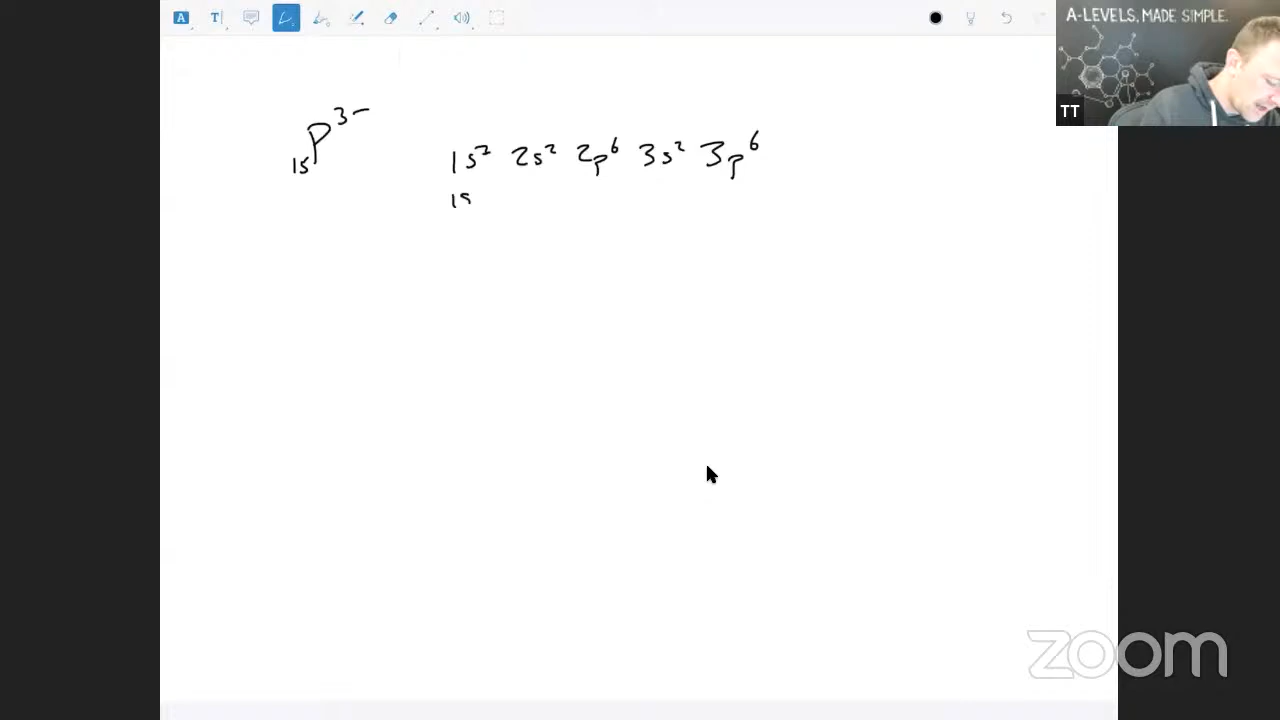 A-LEVELS, MADE SIMPLE.
TT
₁₅P³⁻
1s² 2s² 2p⁶ 3s² 3p⁶
1s
zoom